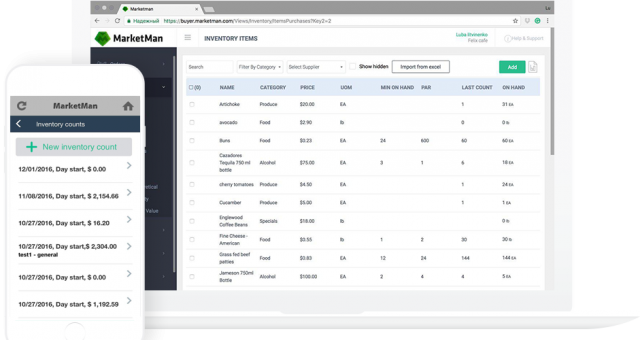 Marketman
Надежный https://buyer.marketman.com/Views/Inventory/ItemsPurchases?Key2=2
MarketMan
INVENTORY ITEMS
Luba Rivnenko
Felix cafe
Help & Support
Search Filter By Category Select Supplier Show hidden Import from excel Add
(0) NAME CATEGORY PRICE UOM MIN ON HAND PAR LAST COUNT ON HAND
Artichoke Produce $20.00 EA 1 31 EA
avocado Food $2.90 lb 0 0 lb
Buns Food $0.23 EA 24 600 60 60 EA
Cazadores
Tequila 750 ml
bottle
Alcohol $75.00 EA 3 1 6 18 EA
cherry tomatoes Produce $4.50 EA 1 24 EA
Cucamber Produce $5.00 EA 1 1 EA
Englewood
Coffee Beans
Specials $18.00 lb 0 lb
Fine Cheese -
American
Food $3.55 lb 1 2 30 30 lb
Grass fed beef
patties
Food $0.83 EA 12 24 144 144 EA
Jameson 750ml
Bottle
Alcohol $100.00 EA 2 4 4 5 EA
Value
MarketMan
Inventory counts
+ New inventory count
12/01/2016, Day start, $ 0.00
11/08/2016, Day start, $ 2,154.66
10/27/2016, Day start, $ 16.20
10/27/2016, Day start,$ 2,304.00
test1 - general
10/27/2016, Day start, $ 0.00
10/27/2016, Day start, $ 1,192.59